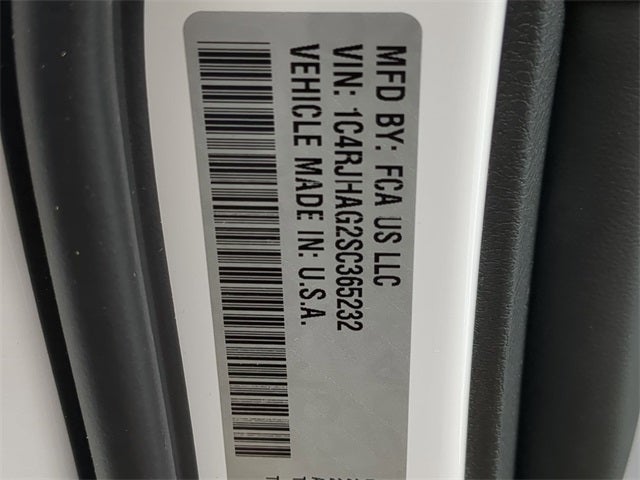 MFD BY: FCA US LLC
VIN: 1C4RJHAG2SC365232
VEHICLE MADE IN: U.S.A.